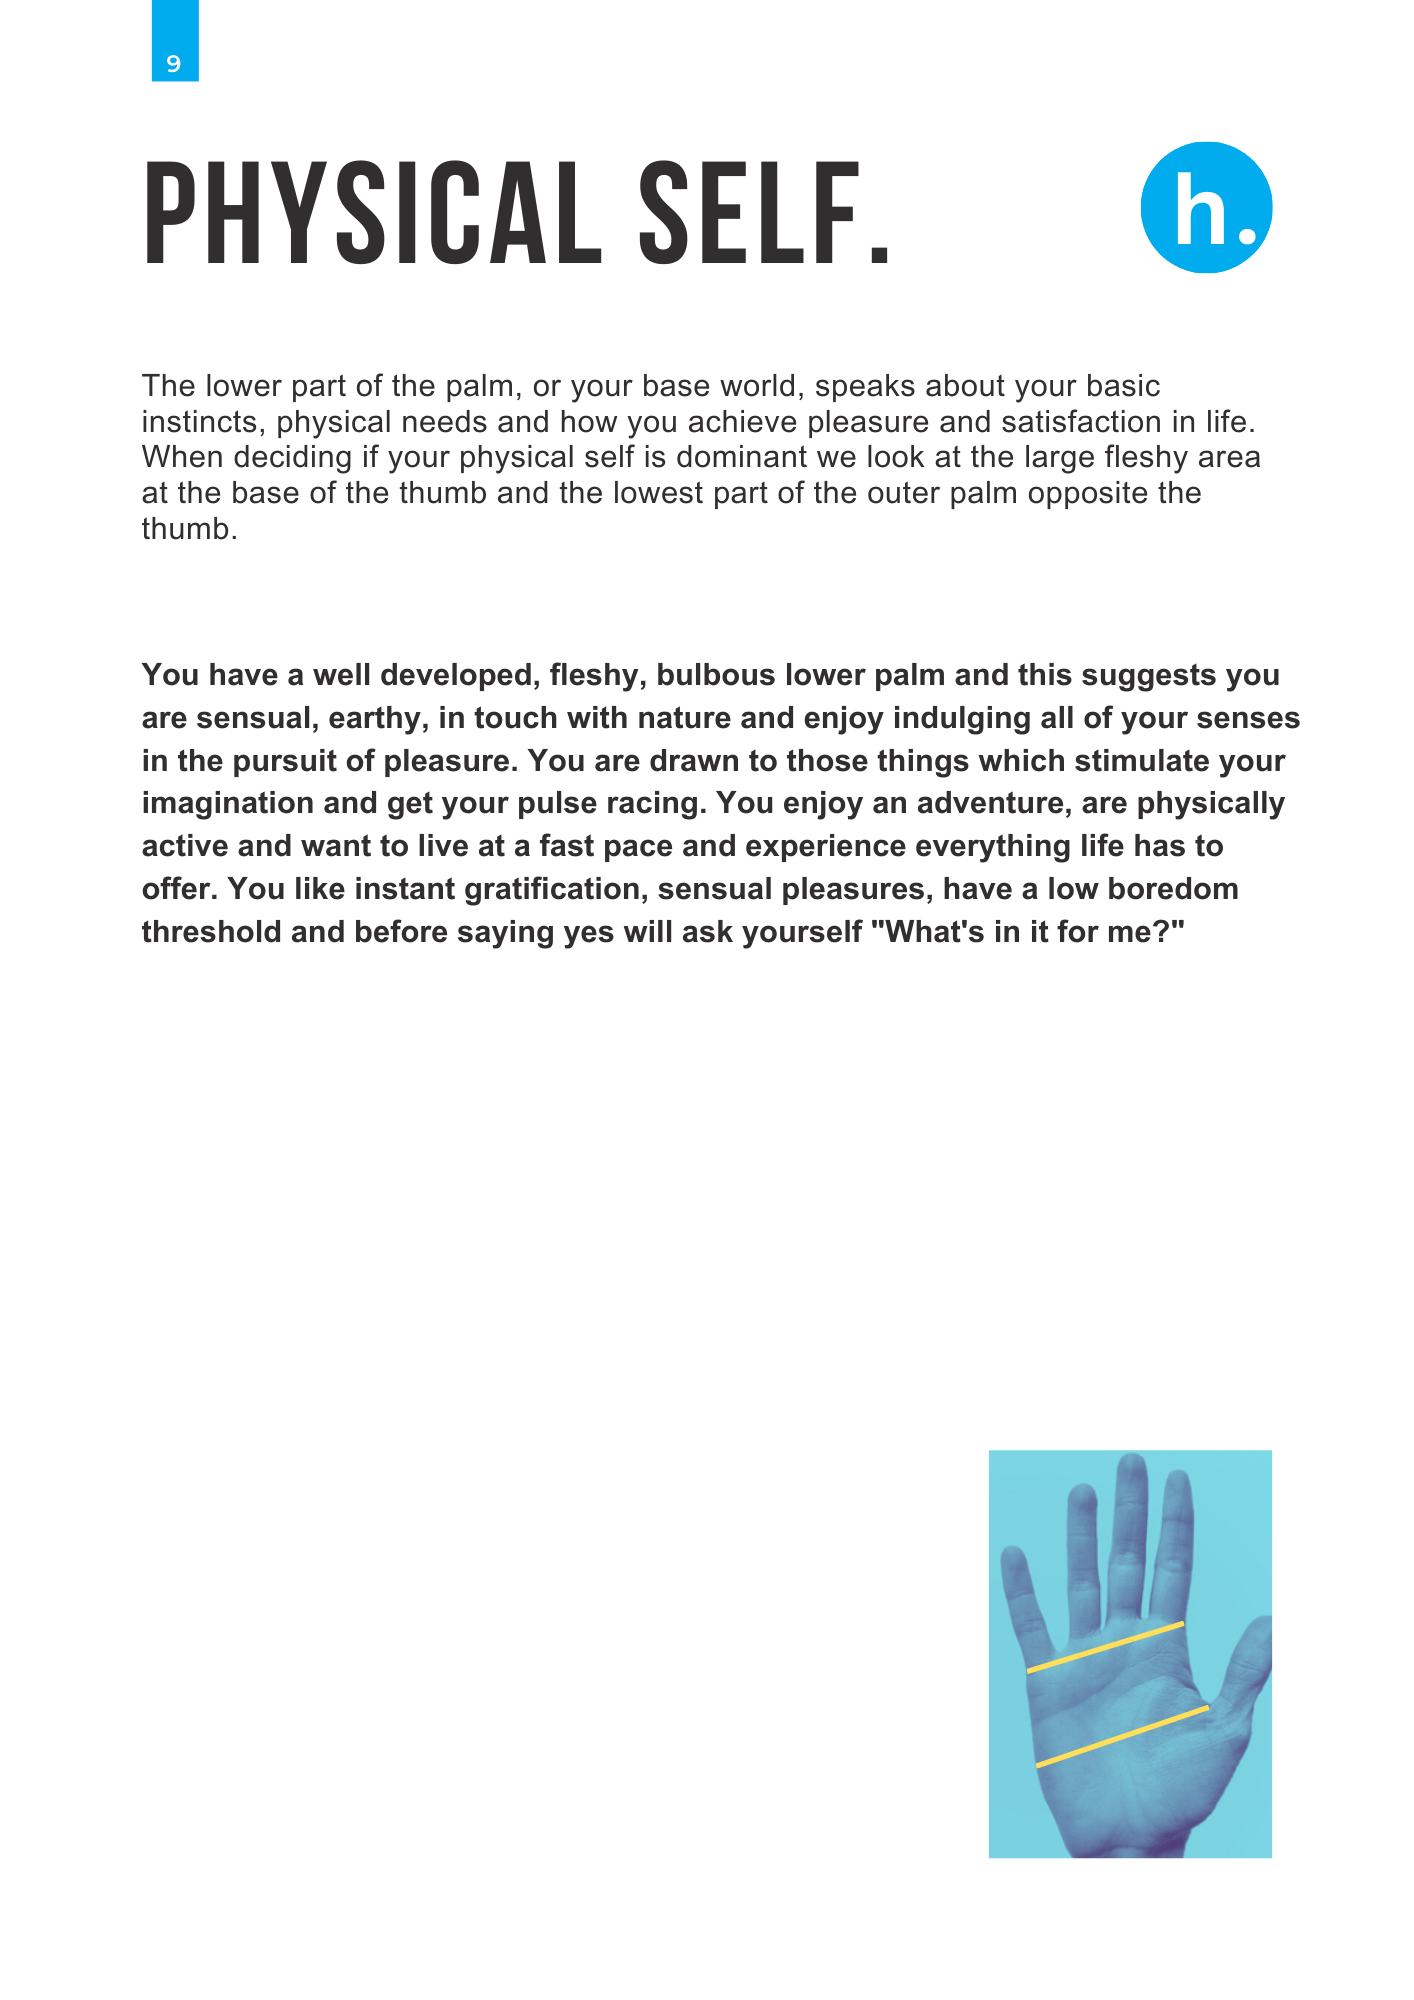 9
PHYSICAL SELF.
h.
The lower part of the palm, or your base world, speaks about your basic
instincts, physical needs and how you achieve pleasure and satisfaction in life.
When deciding if your physical self is dominant we look at the large fleshy area
at the base of the thumb and the lowest part of the outer palm opposite the
thumb.
You have a well developed, fleshy, bulbous lower palm and this suggests you
are sensual, earthy, in touch with nature and enjoy indulging all of your senses
in the pursuit of pleasure. You are drawn to those things which stimulate your
imagination and get your pulse racing. You enjoy an adventure, are physically
active and want to live at a fast pace and experience everything life has to
offer. You like instant gratification, sensual pleasures, have a low boredom
threshold and before saying yes will ask yourself "What's in it for me?"